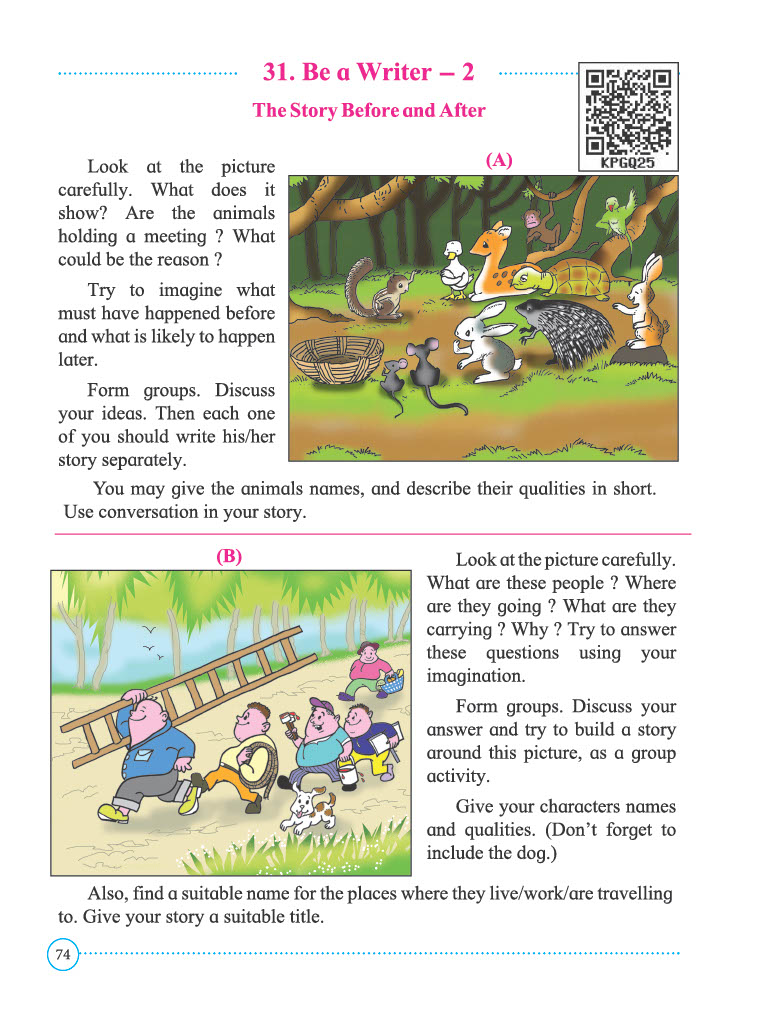 31. Be a Writer – 2
The Story Before and After
KPGQ25
(A)
Look at the picture
carefully. What does it
show? Are the animals
holding a meeting ? What
could be the reason ?
Try to imagine what
must have happened before
and what is likely to happen
later.
Form groups. Discuss
your ideas. Then each one
of you should write his/her
story separately.
You may give the animals names, and describe their qualities in short.
Use conversation in your story.
(B)
Look at the picture carefully.
What are these people ? Where
are they going ? What are they
carrying ? Why ? Try to answer
these questions using your
imagination.
Form groups. Discuss your
answer and try to build a story
around this picture, as a group
activity.
Give your characters names
and qualities. (Don’t forget to
include the dog.)
Also, find a suitable name for the places where they live/work/are travelling
to. Give your story a suitable title.
74